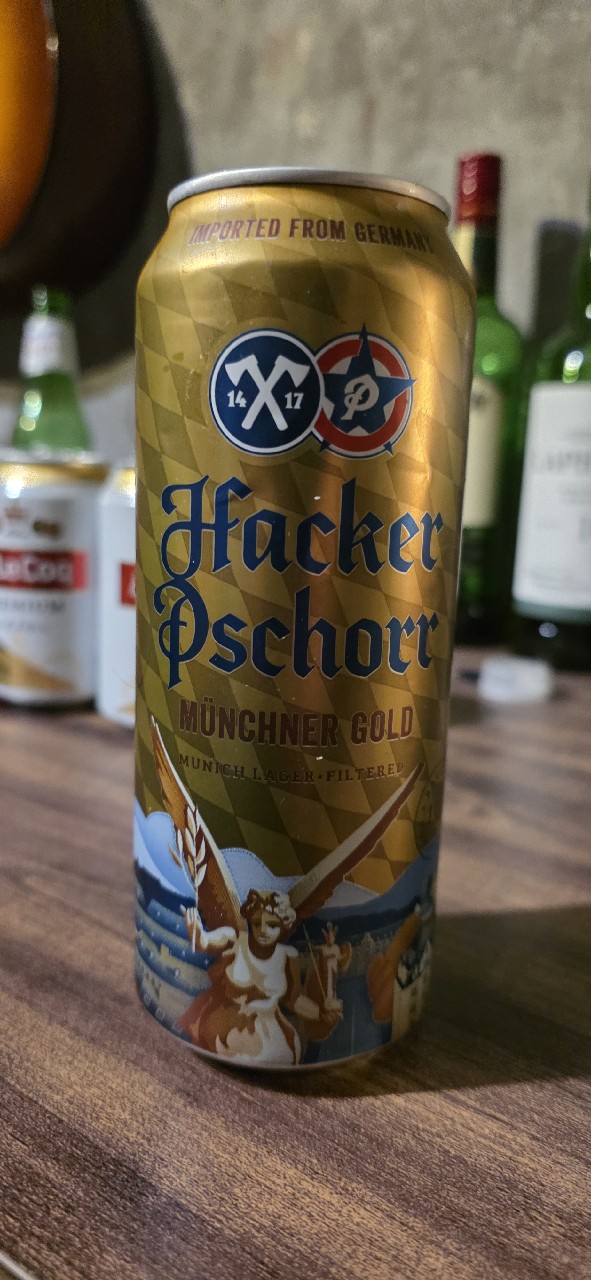 IMPORTED FROM GERMANY
14 17
P
Hacker
Pschorr
MÜNCHNER GOLD
MUNICH LAGER·FILTERED